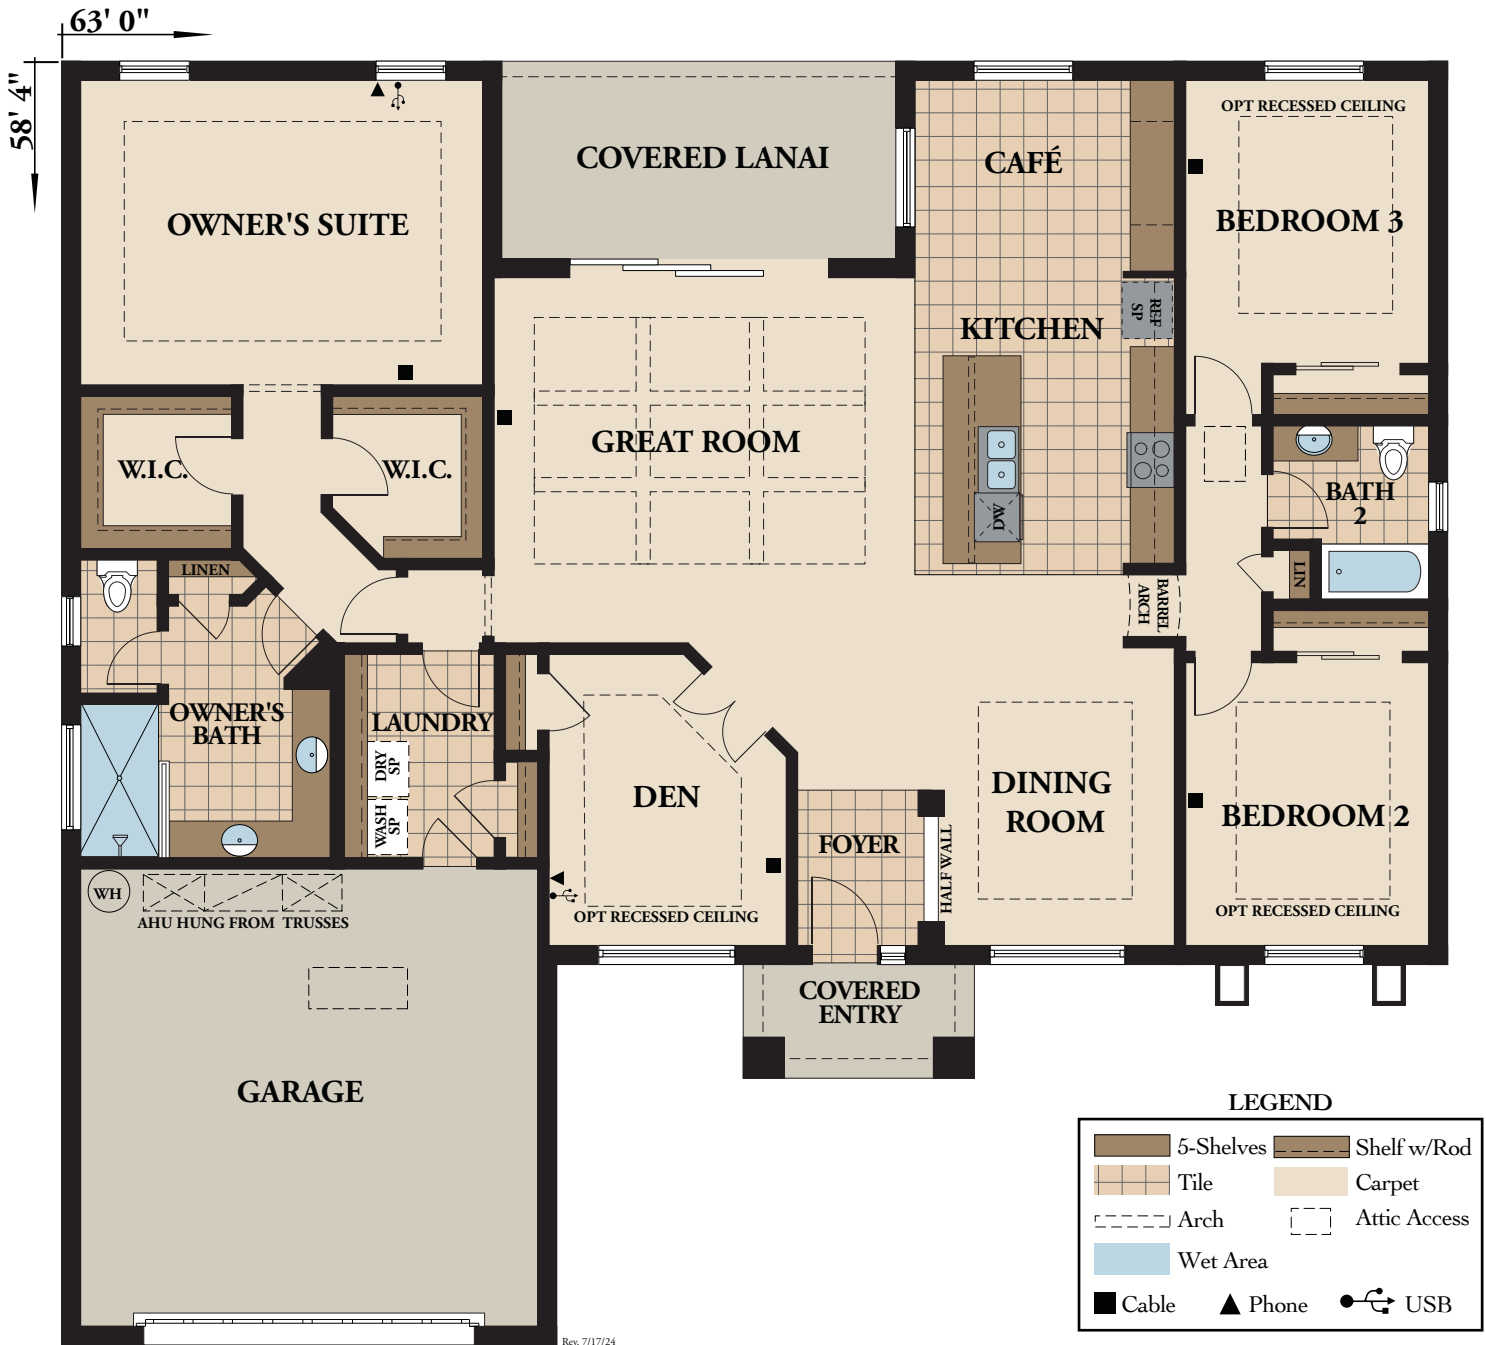 63' 0"
58' 4"
OPT RECESSED CEILING
COVERED LANAI
CAFÉ
OWNER'S SUITE
BEDROOM 3
REF
SP
KITCHEN
GREAT ROOM
W.I.C.
W.I.C.
BATH
2
DW
LINEN
LIN
BARREL
ARCH
OWNER'S
BATH
LAUNDRY
DRY
SP
WASH
SP
DEN
DINING
ROOM
BEDROOM 2
FOYER
HALF WALL
WH
AHU HUNG FROM TRUSSES
OPT RECESSED CEILING
OPT RECESSED CEILING
COVERED
ENTRY
GARAGE
LEGEND
5-Shelves
Shelf w/Rod
Tile
Carpet
Arch
Attic Access
Wet Area
Cable
Phone
USB
Rev. 7/17/24